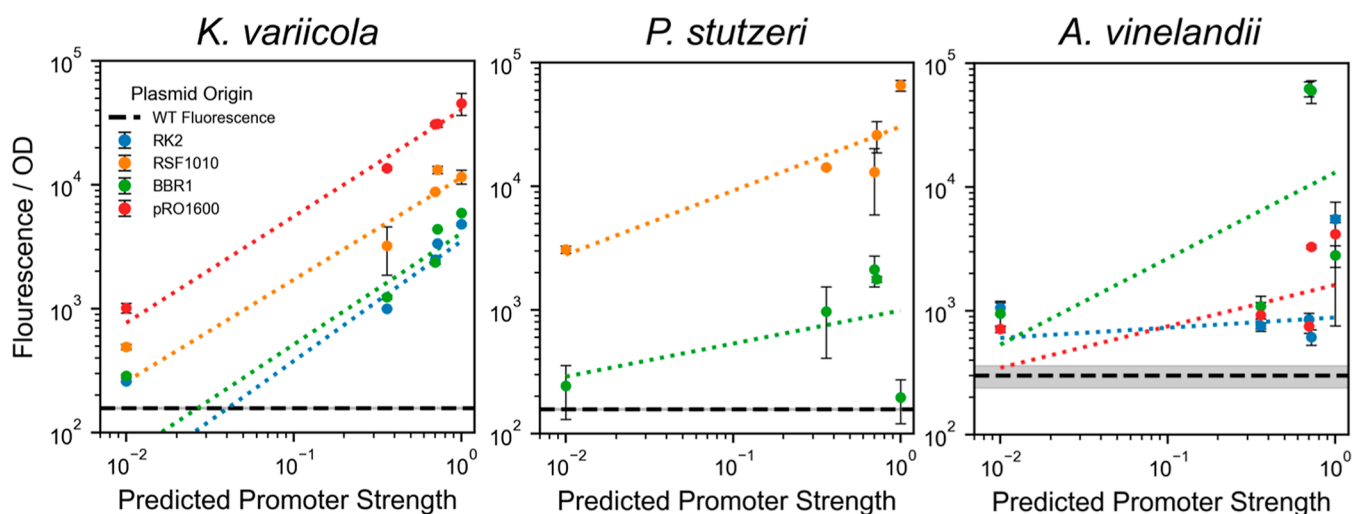 K. variicola
P. stutzeri
A. vinelandii
Flourescence / OD
10^5
10^4
10^3
10^2
Plasmid Origin
WT Fluorescence
RK2
RSF1010
BBR1
pRO1600
10^−2
10^−1
10^0
Predicted Promoter Strength
10^5
10^4
10^3
10^2
10^−2
10^−1
10^0
Predicted Promoter Strength
10^5
10^4
10^3
10^2
10^−2
10^−1
10^0
Predicted Promoter Strength